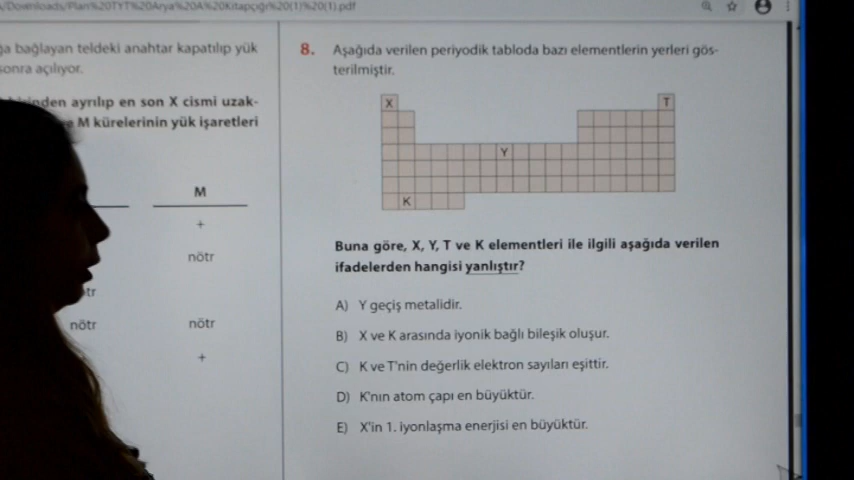 Downloads/Plan%20TYT%20Arya%20A%20Kitapçığı%20(1)%20(1).pdf
ğa bağlayan teldeki anahtar kapatılıp yük
sonra açılıyor.
birinden ayrılıp en son X cismi uzak-
M kürelerinin yük işaretleri
M
+
nötr
tr
nötr nötr
+
8. Aşağıda verilen periyodik tabloda bazı elementlerin yerleri gös-
terilmiştir.
X T
Y
K
Buna göre, X, Y, T ve K elementleri ile ilgili aşağıda verilen
ifadelerden hangisi yanlıştır?
A) Y geçiş metalidir.
B) X ve K arasında iyonik bağlı bileşik oluşur.
C) K ve T'nin değerlik elektron sayıları eşittir.
D) K'nın atom çapı en büyüktür.
E) X'in 1. iyonlaşma enerjisi en büyüktür.